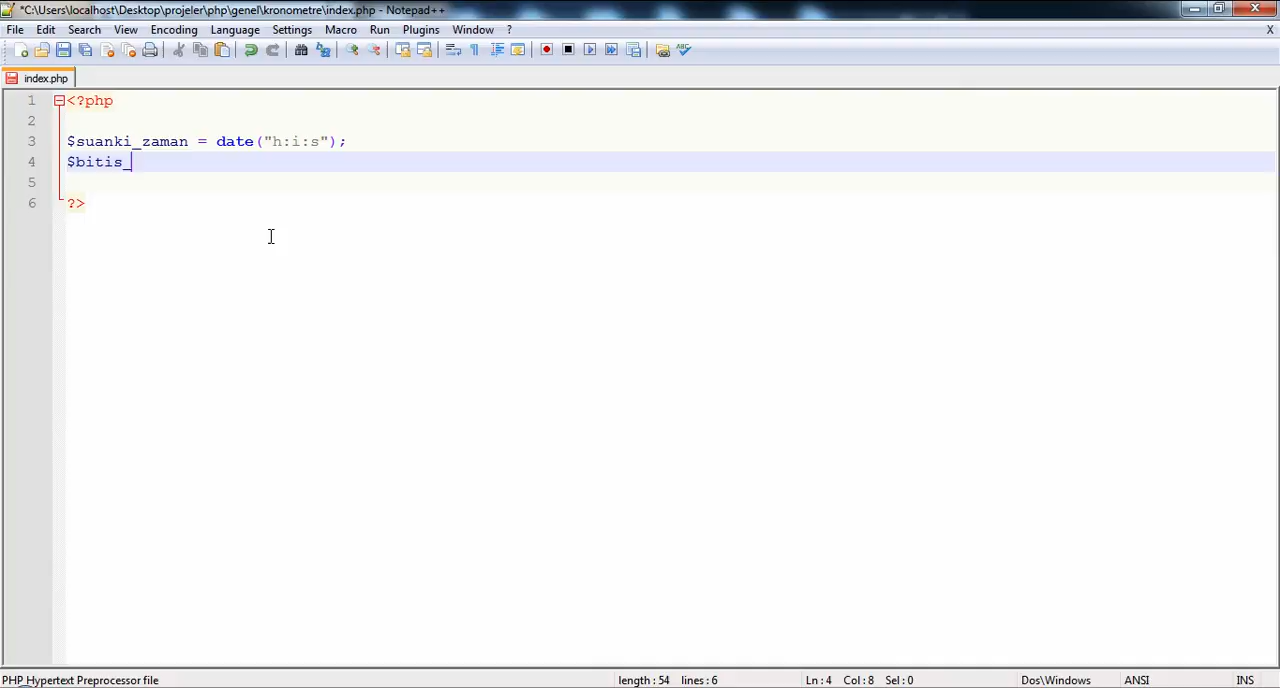 *C:\Users\localhost\Desktop\projeler\php\genel\kronometre\index.php - Notepad++
File Edit Search View Encoding Language Settings Macro Run Plugins Window ? X
index.php
1 <?php
2
3 $suanki_zaman = date("h:i:s");
4 $bitis_
5
6 ?>
PHP Hypertext Preprocessor file length : 54 lines : 6 Ln : 4 Col : 8 Sel : 0 Dos\Windows ANSI INS